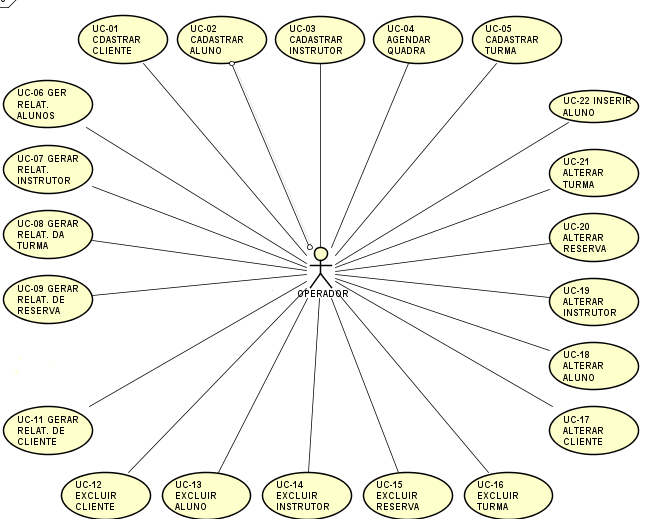 UC-01
CDASTRAR
CLIENTE
UC-02
CADASTRAR
ALUNO
UC-03
CADASTRAR
INSTRUTOR
UC-04
AGENDAR
QUADRA
UC-05
CADASTRAR
TURMA
UC-06 GER
RELAT.
ALUNOS
UC-22 INSERIR
ALUNO
UC-07 GERAR
RELAT.
INSTRUTOR
UC-21
ALTERAR
TURMA
UC-08 GERAR
RELAT. DA
TURMA
UC-20
ALTERAR
RESERVA
UC-09 GERAR
RELAT. DE
RESERVA
OPERADOR
UC-19
ALTERAR
INSTRUTOR
UC-18
ALTERAR
ALUNO
UC-11 GERAR
RELAT. DE
CLIENTE
UC-17
ALTERAR
CLIENTE
UC-12
EXCLUIR
CLIENTE
UC-13
EXCLUIR
ALUNO
UC-14
EXCLUIR
INSTRUTOR
UC-15
EXCLUIR
RESERVA
UC-16
EXCLUIR
TURMA